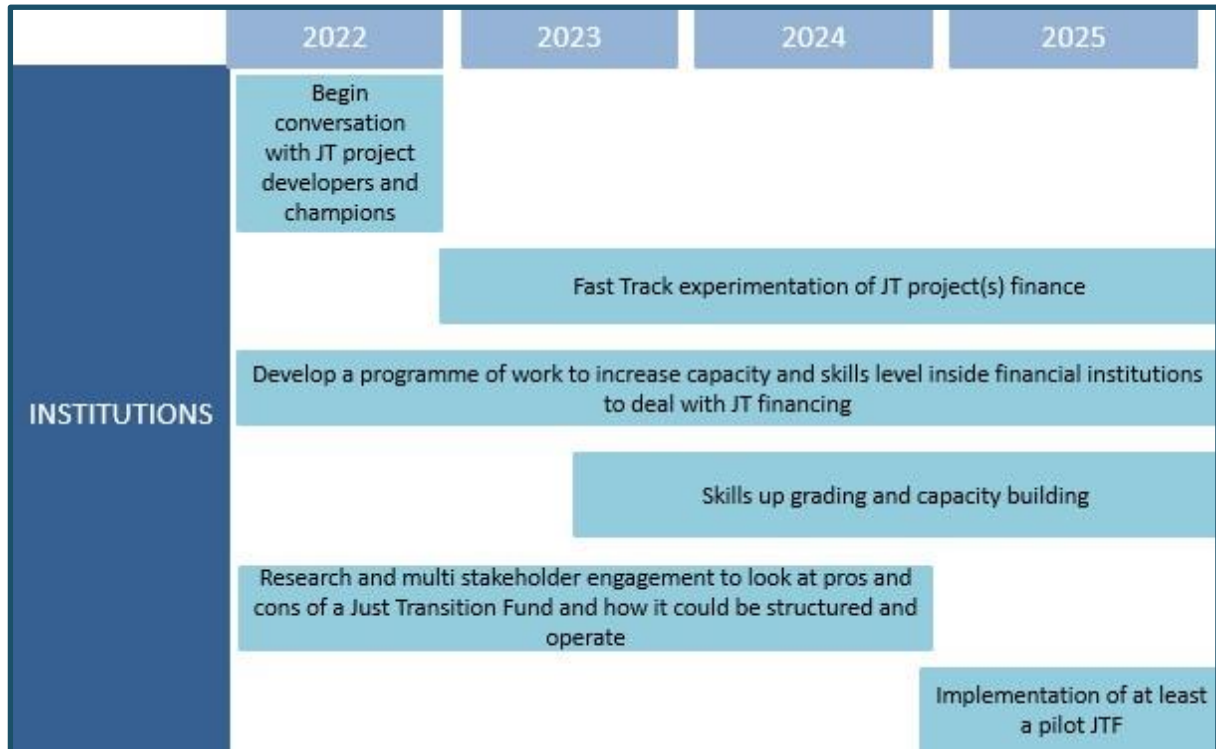 2022
2023
2024
2025
INSTITUTIONS
Begin
conversation
with JT project
developers and
champions
Fast Track experimentation of JT project(s) finance
Develop a programme of work to increase capacity and skills level inside financial institutions
to deal with JT financing
Skills up grading and capacity building
Research and multi stakeholder engagement to look at pros and
cons of a Just Transition Fund and how it could be structured and
operate
Implementation of at least
a pilot JTF